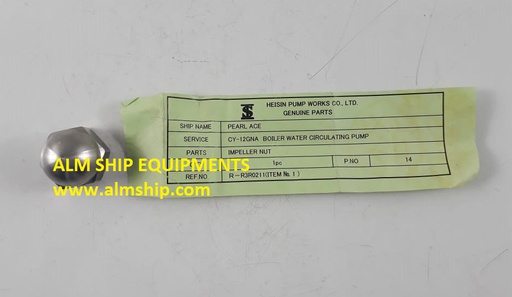 HEISIN PUMP WORKS CO., LTD.
GENUINE PARTS
SHIP NAME PEARL ACE
SERVICE CY-12GNA BOILER WATER CIRCULATING PUMP
PARTS IMPELLER NUT
1pc P.NO 14
REF.NO R-R3R0211(ITEM № 1)
ALM SHIP EQUIPMENTS
www.almship.com